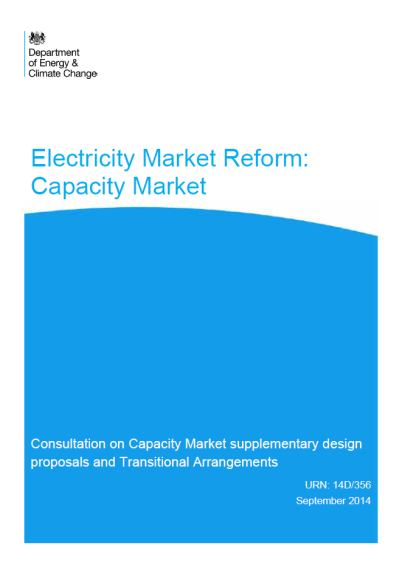 Department
of Energy &
Climate Change
Electricity Market Reform:
Capacity Market
Consultation on Capacity Market supplementary design
proposals and Transitional Arrangements
URN: 14D/356
September 2014